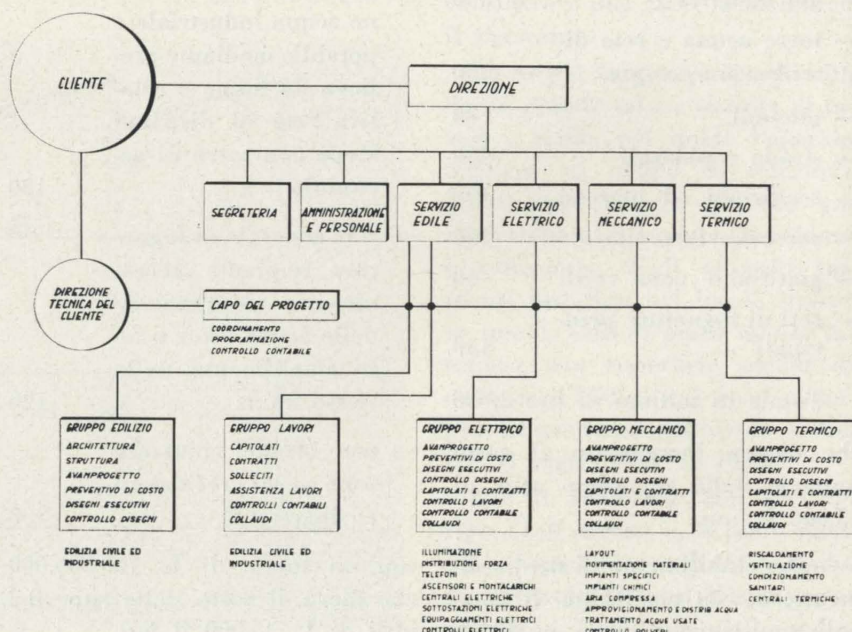 CLIENTE
DIREZIONE
SEGRETERIA
AMMINISTRAZIONE
E PERSONALE
SERVIZIO
EDILE
SERVIZIO
ELETTRICO
SERVIZIO
MECCANICO
SERVIZIO
TERMICO
DIREZIONE
TECNICA DEL
CLIENTE
CAPO DEL PROGETTO
COORDINAMENTO
PROGRAMMAZIONE
CONTROLLO CONTABILE
GRUPPO EDILIZIO
ARCHITETTURA
STRUTTURA
AVAMPROGETTO
PREVENTIVO DI COSTO
DISEGNI ESECUTIVI
CONTROLLO DISEGNI
EDILIZIA CIVILE ED
INDUSTRIALE
GRUPPO LAVORI
CAPITOLATI
CONTRATTI
SOLLECITI
ASSISTENZA LAVORI
CONTROLLI CONTABILI
COLLAUDI
EDILIZIA CIVILE ED
INDUSTRIALE
GRUPPO ELETTRICO
AVAMPROGETTO
PREVENTIVI DI COSTO
DISEGNI ESECUTIVI
CONTROLLO DISEGNI
CAPITOLATI E CONTRATTI
CONTROLLO LAVORI
CONTROLLO CONTABILE
COLLAUDI
ILLUMINAZIONE
DISTRIBUZIONE FORZA
TELEFONI
ASCENSORI E MONTACARICHI
CENTRALI ELETTRICHE
SOTTOSTAZIONI ELETTRICHE
EQUIPAGGIAMENTI ELETTRICI
CONTROLLI ELETTRICI
GRUPPO MECCANICO
AVAMPROGETTO
PREVENTIVI DI COSTO
DISEGNI ESECUTIVI
CONTROLLO DISEGNI
CAPITOLATI E CONTRATTI
CONTROLLO LAVORI
CONTROLLO CONTABILE
COLLAUDI
LAYOUT
MOVIMENTAZIONE MATERIALI
IMPIANTI SPECIFICI
IMPIANTI CHIMICI
ARIA COMPRESSA
APPROVIGIONAMENTO E DISTRIB ACQUA
TRATTAMENTO ACQUE USATE
CONTROLLO POLVERI
GRUPPO TERMICO
AVAMPROGETTO
PREVENTIVI DI COSTO
DISEGNI ESECUTIVI
CONTROLLO DISEGNI
CAPITOLATI E CONTRATTI
CONTROLLO LAVORI
CONTROLLO CONTABILE
COLLAUDI
RISCALDAMENTO
VENTILAZIONE
CONDIZIONAMENTO
SANITARI
CENTRALI TERMICHE